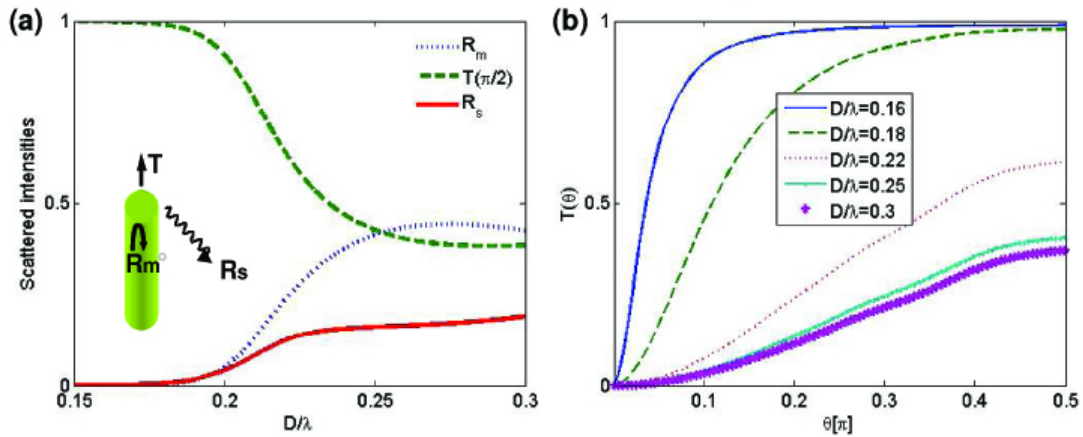 (a)
Scattered intensities
1
0.5
0
0.15
0.2
0.25
0.3
D/λ
R_m
T(π/2)
R_s
T
Rm
Rs
(b)
T(θ)
1
0.5
0
0.1
0.2
0.3
0.4
0.5
θ[π]
D/λ=0.16
D/λ=0.18
D/λ=0.22
D/λ=0.25
D/λ=0.3